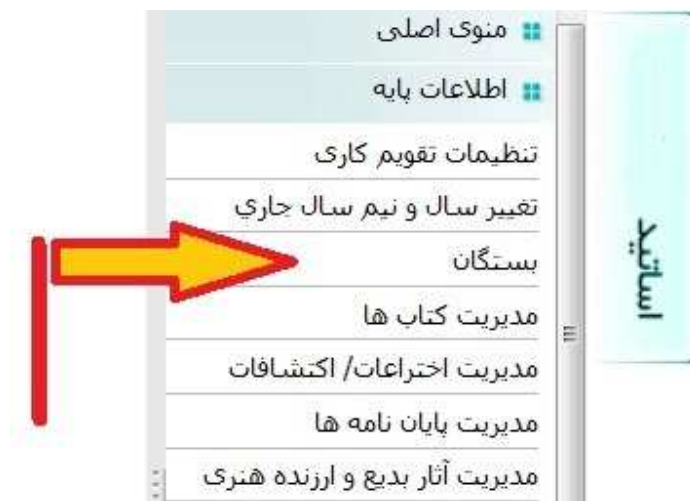 منوی اصلی
اطلاعات پایه
تنظیمات تقویم کاری
تغییر سال و نیم سال جاري
بستگان
مدیریت کتاب ها
مدیریت اختراعات/ اکتشافات
مدیریت پایان نامه ها
مدیریت آثار بدیع و ارزنده هنری
اساتید